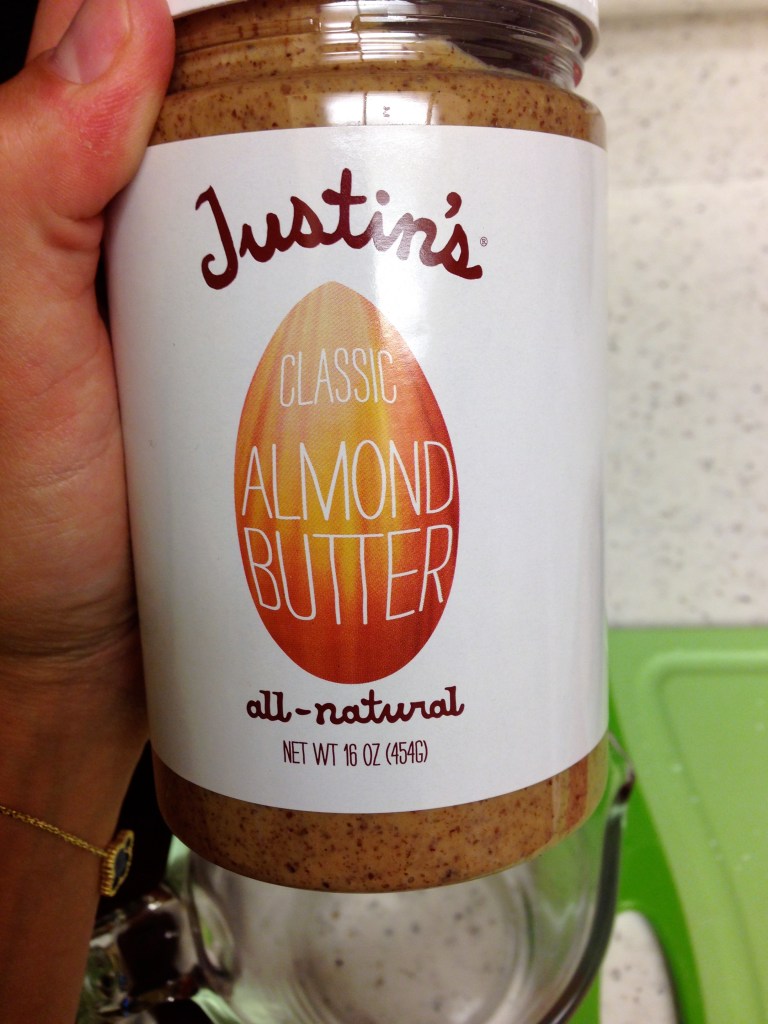 Justin's®
CLASSIC
ALMOND
BUTTER
all-natural
NET WT 16 OZ (454G)